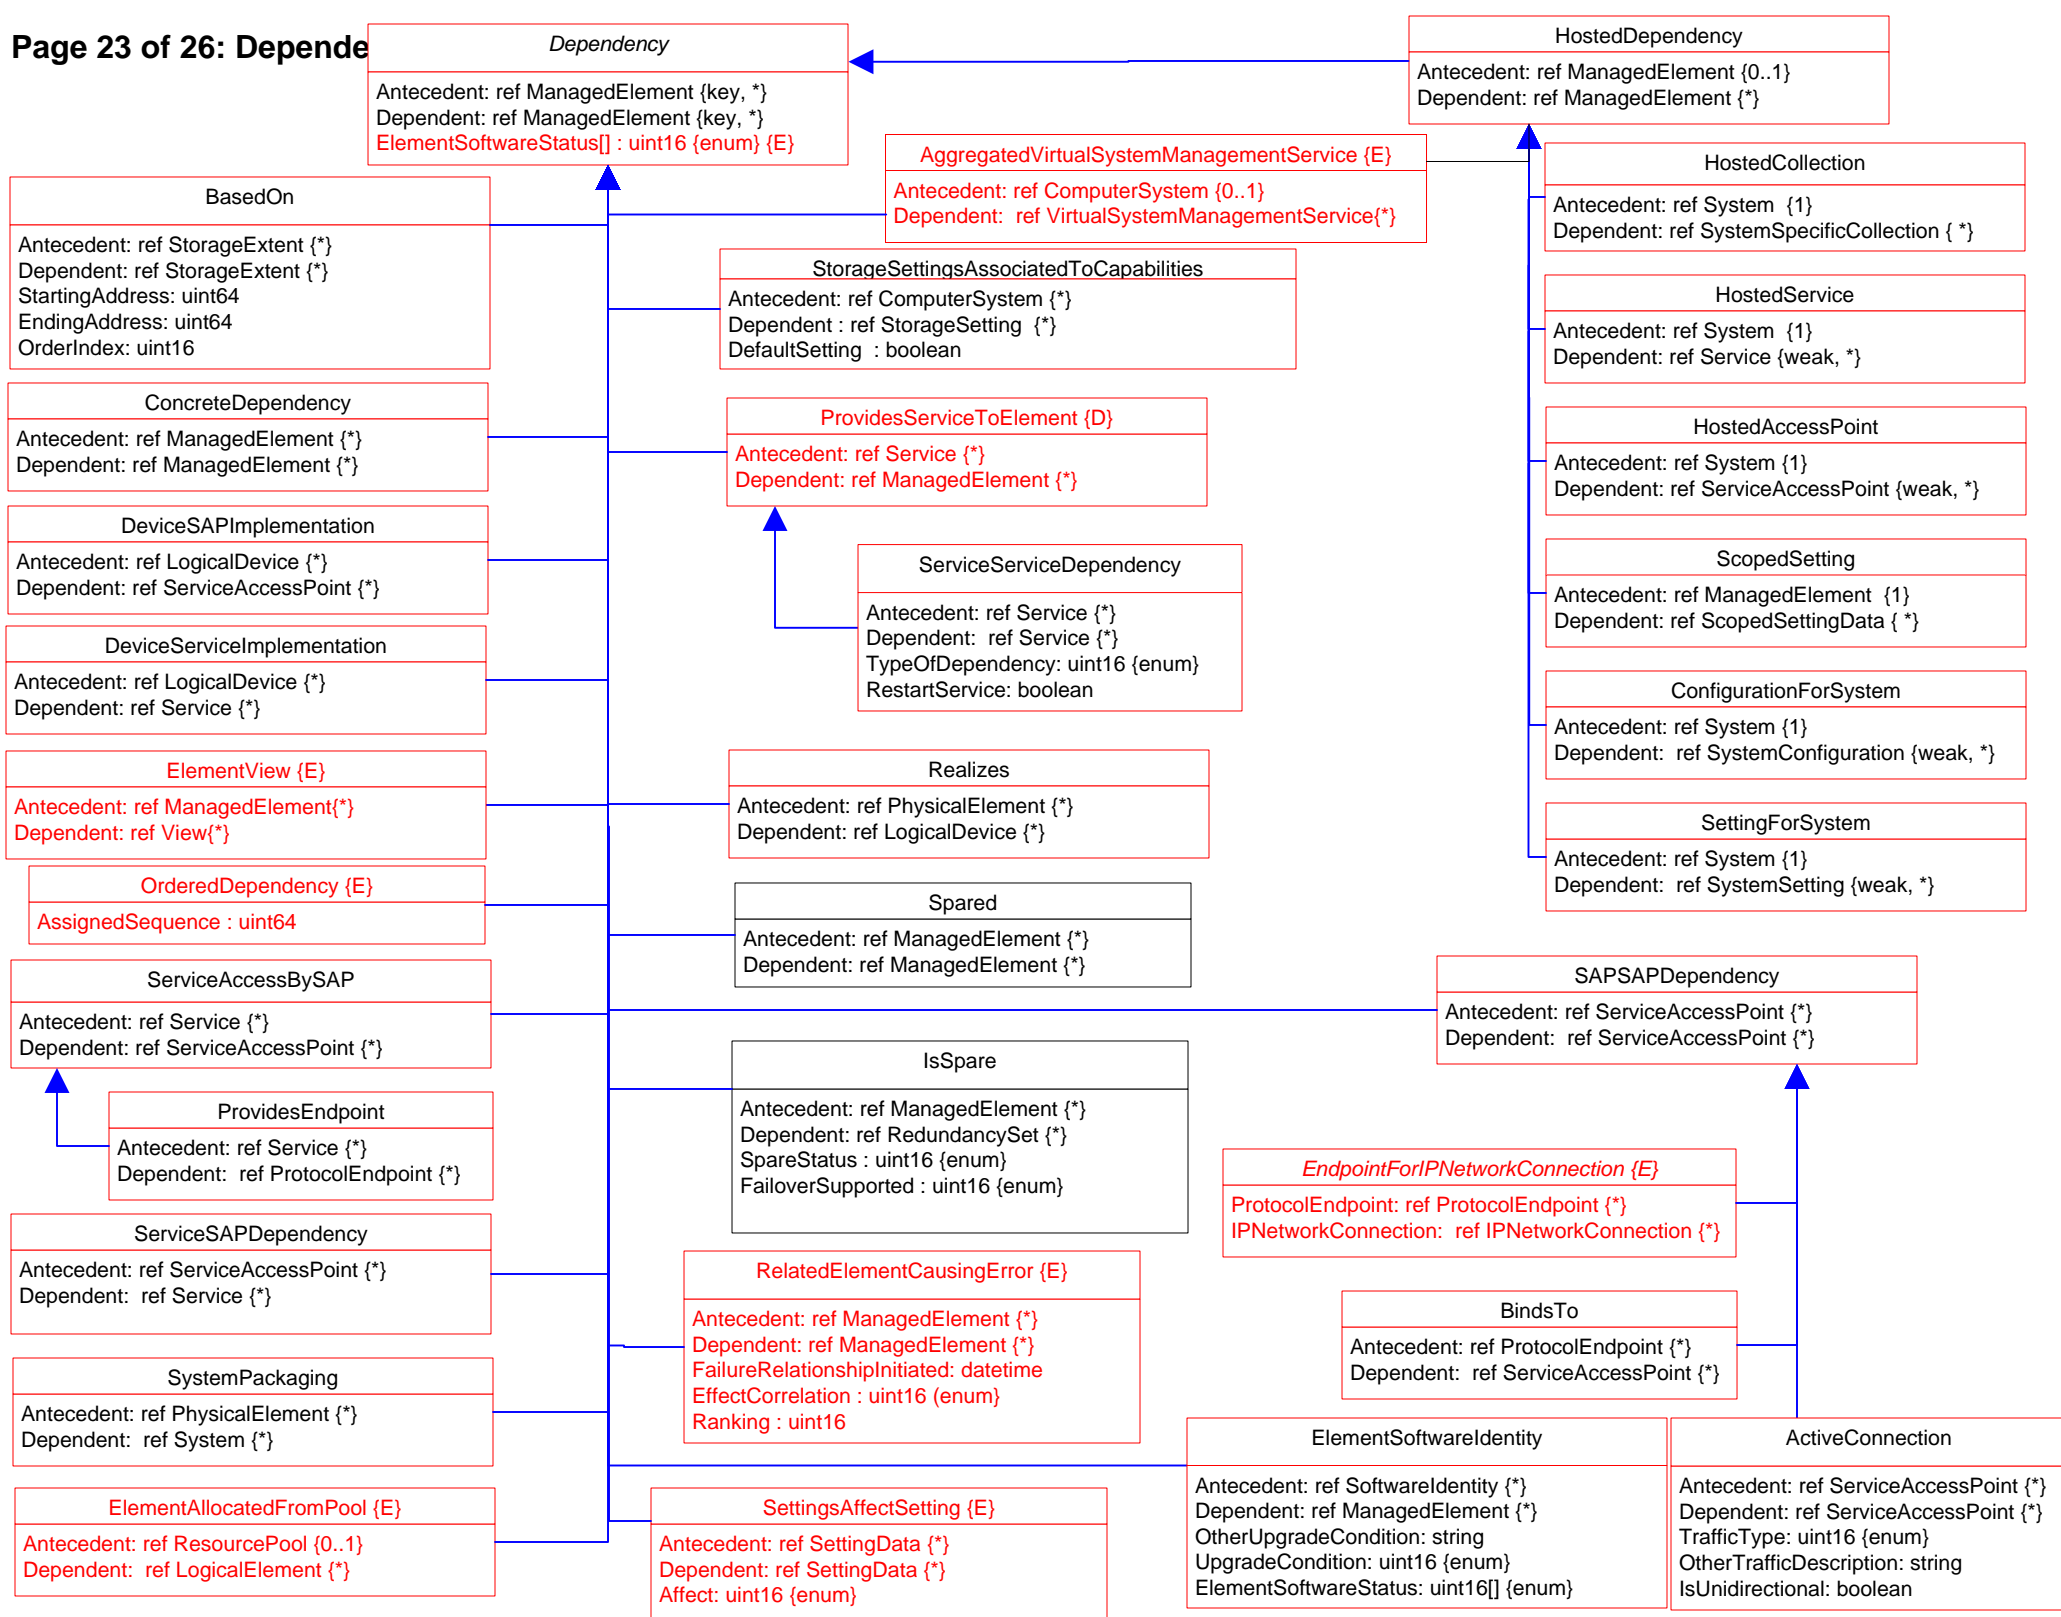 Page 23 of 26: Depende
Dependency
Antecedent: ref ManagedElement {key, *}
Dependent: ref ManagedElement {key, *}
ElementSoftwareStatus[] : uint16 {enum} {E}
HostedDependency
Antecedent: ref ManagedElement {0..1}
Dependent: ref ManagedElement {*}
AggregatedVirtualSystemManagementService {E}
Antecedent: ref ComputerSystem {0..1}
Dependent:  ref VirtualSystemManagementService{*}
HostedCollection
Antecedent: ref System  {1}
Dependent: ref SystemSpecificCollection { *}
BasedOn
Antecedent: ref StorageExtent {*}
Dependent: ref StorageExtent {*}
StartingAddress: uint64
EndingAddress: uint64
OrderIndex: uint16
StorageSettingsAssociatedToCapabilities
Antecedent: ref ComputerSystem {*}
Dependent : ref StorageSetting  {*}
DefaultSetting  : boolean
HostedService
Antecedent: ref System  {1}
Dependent: ref Service {weak, *}
ConcreteDependency
Antecedent: ref ManagedElement {*}
Dependent: ref ManagedElement {*}
ProvidesServiceToElement {D}
Antecedent: ref Service {*}
Dependent: ref ManagedElement {*}
HostedAccessPoint
Antecedent: ref System {1}
Dependent: ref ServiceAccessPoint {weak, *}
DeviceSAPImplementation
Antecedent: ref LogicalDevice {*}
Dependent: ref ServiceAccessPoint {*}
ServiceServiceDependency
Antecedent: ref Service {*}
Dependent:  ref Service {*}
TypeOfDependency: uint16 {enum}
RestartService: boolean
ScopedSetting
Antecedent: ref ManagedElement  {1}
Dependent: ref ScopedSettingData { *}
DeviceServiceImplementation
Antecedent: ref LogicalDevice {*}
Dependent: ref Service {*}
ConfigurationForSystem
Antecedent: ref System {1}
Dependent:  ref SystemConfiguration {weak, *}
ElementView {E}
Antecedent: ref ManagedElement{*}
Dependent: ref View{*}
Realizes
Antecedent: ref PhysicalElement {*}
Dependent: ref LogicalDevice {*}
SettingForSystem
Antecedent: ref System {1}
Dependent:  ref SystemSetting {weak, *}
OrderedDependency {E}
AssignedSequence : uint64
Spared
Antecedent: ref ManagedElement {*}
Dependent: ref ManagedElement {*}
ServiceAccessBySAP
Antecedent: ref Service {*}
Dependent: ref ServiceAccessPoint {*}
SAPSAPDependency
Antecedent: ref ServiceAccessPoint {*}
Dependent:  ref ServiceAccessPoint {*}
IsSpare
Antecedent: ref ManagedElement {*}
Dependent: ref RedundancySet {*}
SpareStatus : uint16 {enum}
FailoverSupported : uint16 {enum}
ProvidesEndpoint
Antecedent: ref Service {*}
Dependent:  ref ProtocolEndpoint {*}
EndpointForIPNetworkConnection {E}
ProtocolEndpoint: ref ProtocolEndpoint {*}
IPNetworkConnection:  ref IPNetworkConnection {*}
ServiceSAPDependency
Antecedent: ref ServiceAccessPoint {*}
Dependent:  ref Service {*}
RelatedElementCausingError {E}
Antecedent: ref ManagedElement {*}
Dependent: ref ManagedElement {*}
FailureRelationshipInitiated: datetime
EffectCorrelation : uint16 (enum}
Ranking : uint16
BindsTo
Antecedent: ref ProtocolEndpoint {*}
Dependent:  ref ServiceAccessPoint {*}
SystemPackaging
Antecedent: ref PhysicalElement {*}
Dependent:  ref System {*}
ElementSoftwareIdentity
Antecedent: ref SoftwareIdentity {*}
Dependent: ref ManagedElement {*}
OtherUpgradeCondition: string
UpgradeCondition: uint16 {enum}
ElementSoftwareStatus: uint16[] {enum}
ActiveConnection
Antecedent: ref ServiceAccessPoint {*}
Dependent: ref ServiceAccessPoint {*}
TrafficType: uint16 {enum}
OtherTrafficDescription: string
IsUnidirectional: boolean
ElementAllocatedFromPool {E}
Antecedent: ref ResourcePool {0..1}
Dependent:  ref LogicalElement {*}
SettingsAffectSetting {E}
Antecedent: ref SettingData {*}
Dependent: ref SettingData {*}
Affect: uint16 {enum}